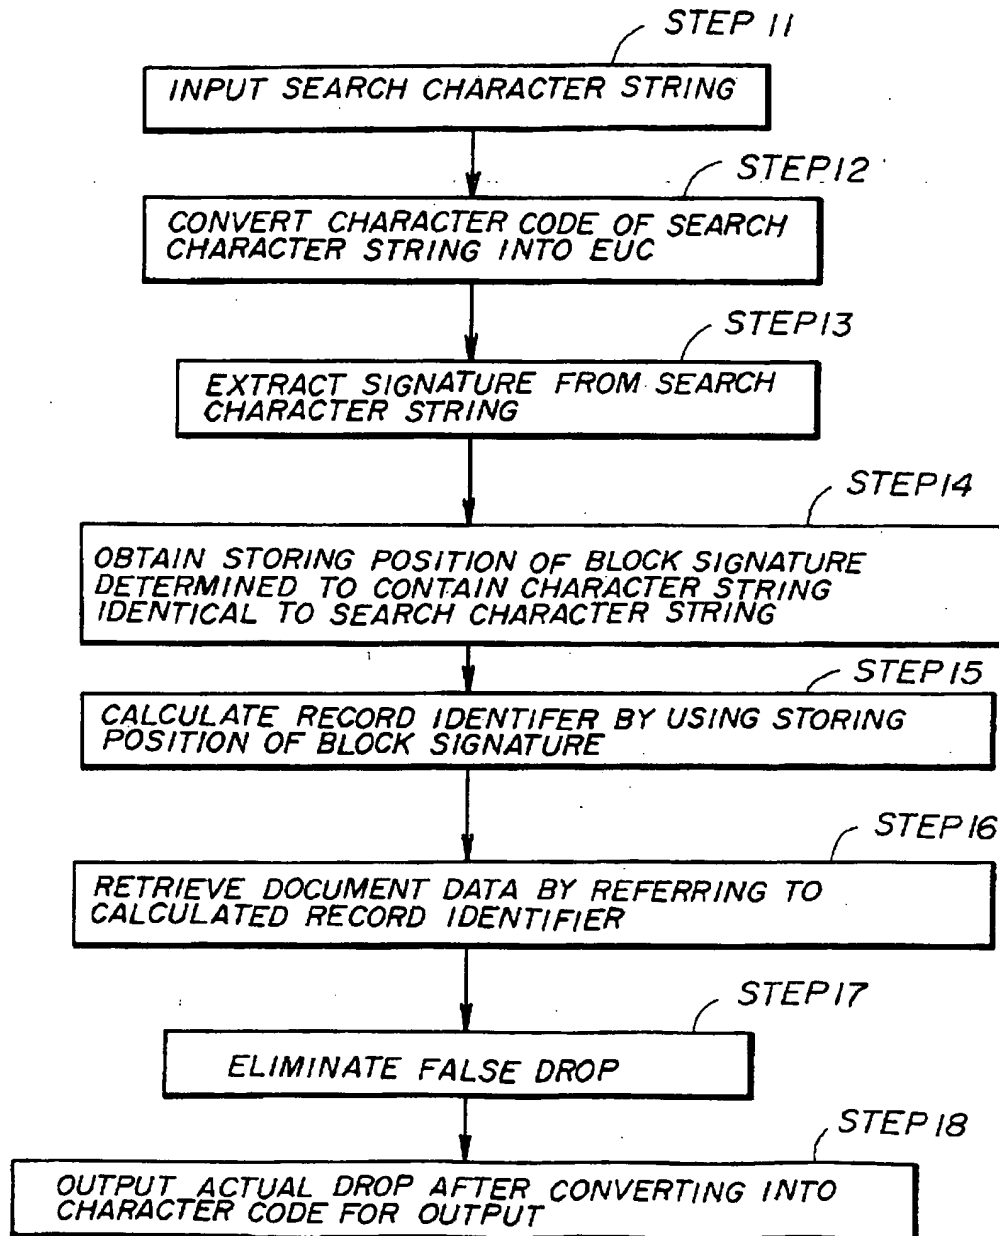 STEP 11
INPUT SEARCH CHARACTER STRING
STEP12
CONVERT CHARACTER CODE OF SEARCH
CHARACTER STRING INTO EUC
STEP13
EXTRACT SIGNATURE FROM SEARCH
CHARACTER STRING
STEP14
OBTAIN STORING POSITION OF BLOCK SIGNATURE
DETERMINED TO CONTAIN CHARACTER STRING
IDENTICAL TO SEARCH CHARACTER STRING
STEP15
CALCULATE RECORD IDENTIFER BY USING STORING
POSITION OF BLOCK SIGNATURE
STEP16
RETRIEVE DOCUMENT DATA BY REFERRING TO
CALCULATED RECORD IDENTIFIER
STEP17
ELIMINATE FALSE DROP
STEP18
OUTPUT ACTUAL DROP AFTER CONVERTING INTO
CHARACTER CODE FOR OUTPUT